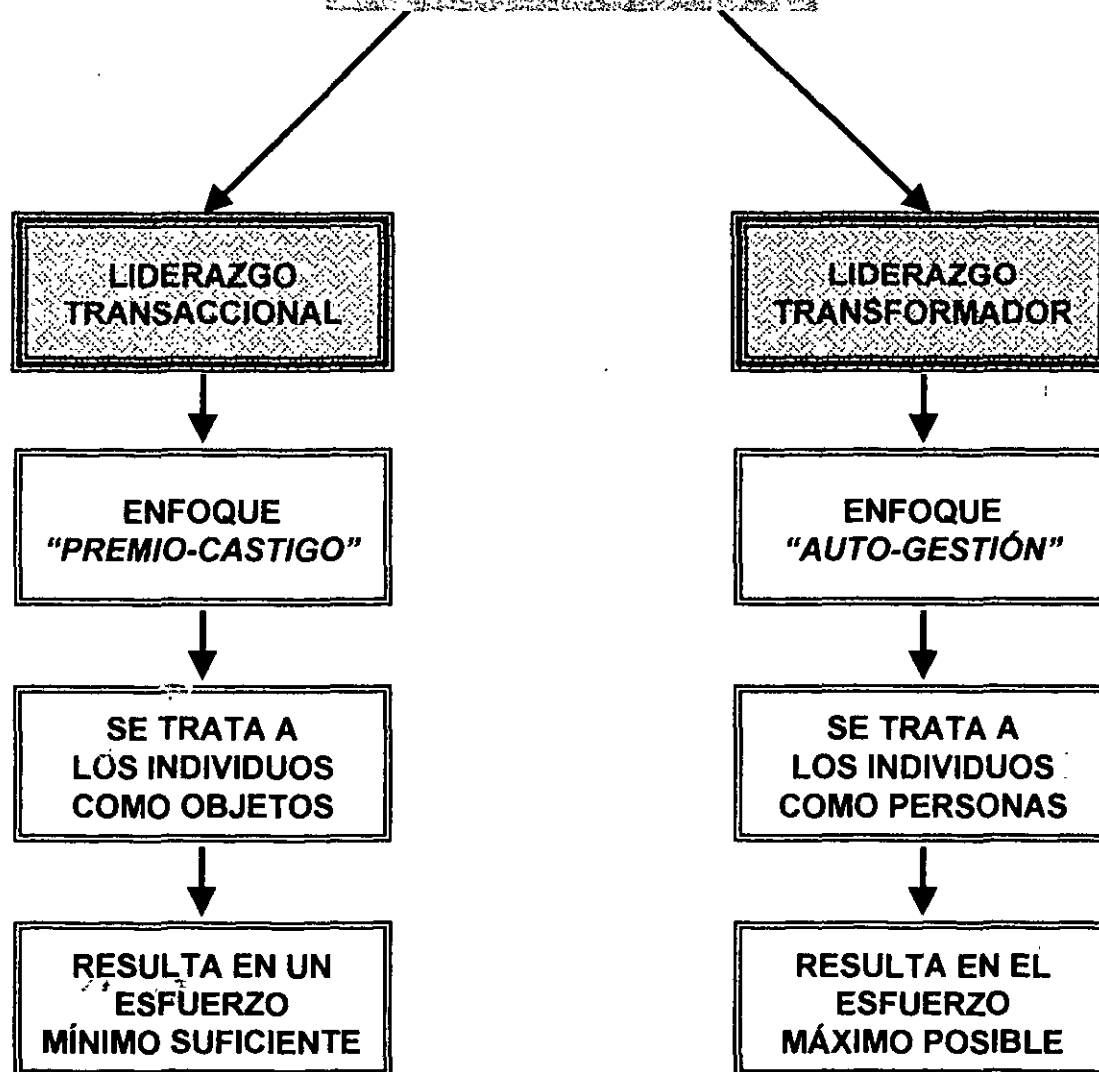 LIDERAZGO
TRANSACCIONAL
ENFOQUE
“PREMIO-CASTIGO”
SE TRATA A
LOS INDIVIDUOS
COMO OBJETOS
RESULTA EN UN
ESFUERZO
MÍNIMO SUFICIENTE
LIDERAZGO
TRANSFORMADOR
ENFOQUE
“AUTO-GESTIÓN”
SE TRATA A
LOS INDIVIDUOS
COMO PERSONAS
RESULTA EN EL
ESFUERZO
MÁXIMO POSIBLE